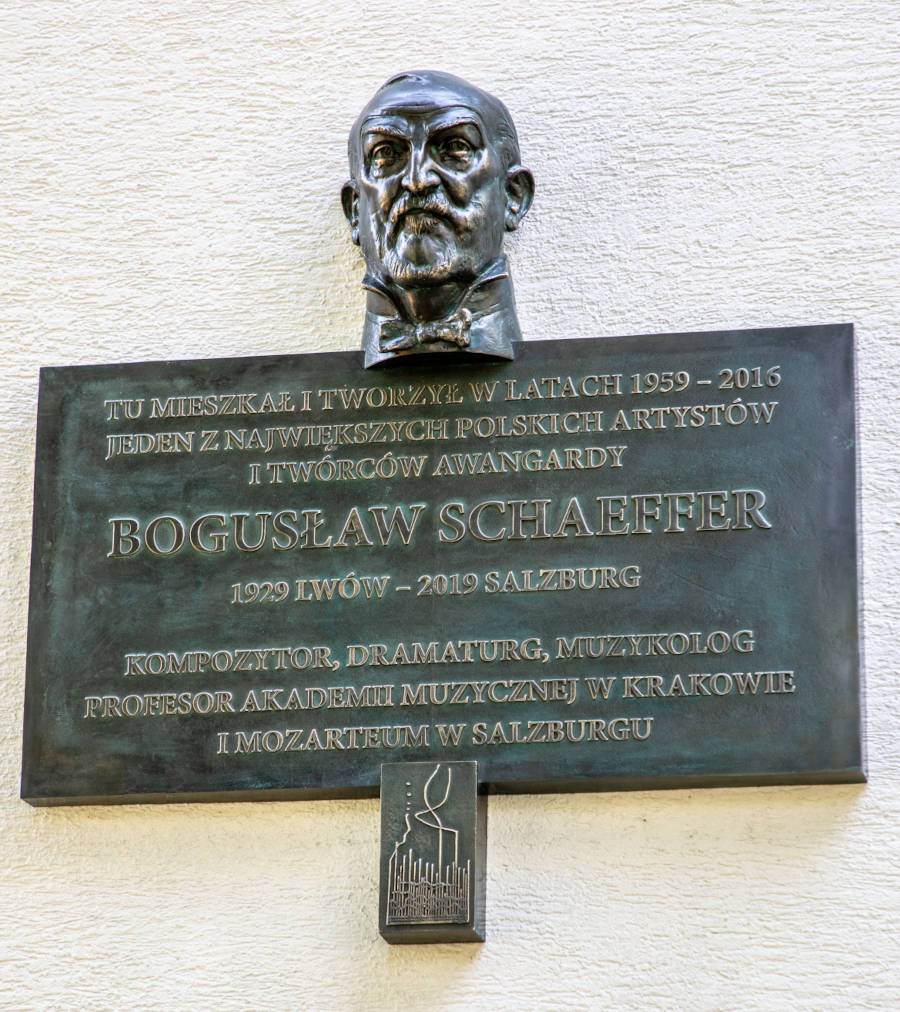 TU MIESZKAŁ I TWORZYŁ W LATACH 1959 – 2016
JEDEN Z NAJWIĘKSZYCH POLSKICH ARTYSTÓW
I TWÓRCÓW AWANGARDY
BOGUSŁAW SCHAEFFER
1929 LWÓW – 2019 SALZBURG
KOMPOZYTOR, DRAMATURG, MUZYKOLOG
PROFESOR AKADEMII MUZYCZNEJ W KRAKOWIE
I MOZARTEUM W SALZBURGU